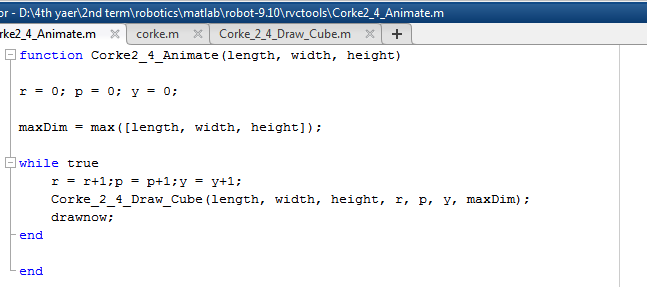 or - D:\4th yaer\2nd term\robotics\matlab\robot-9.10\rvctools\Corke2_4_Animate.m
rke2_4_Animate.m corke.m Corke_2_4_Draw_Cube.m +
function Corke2_4_Animate(length, width, height)
r = 0; p = 0; y = 0;
maxDim = max([length, width, height]);
while true
r = r+1;p = p+1;y = y+1;
Corke_2_4_Draw_Cube(length, width, height, r, p, y, maxDim);
drawnow;
end
end